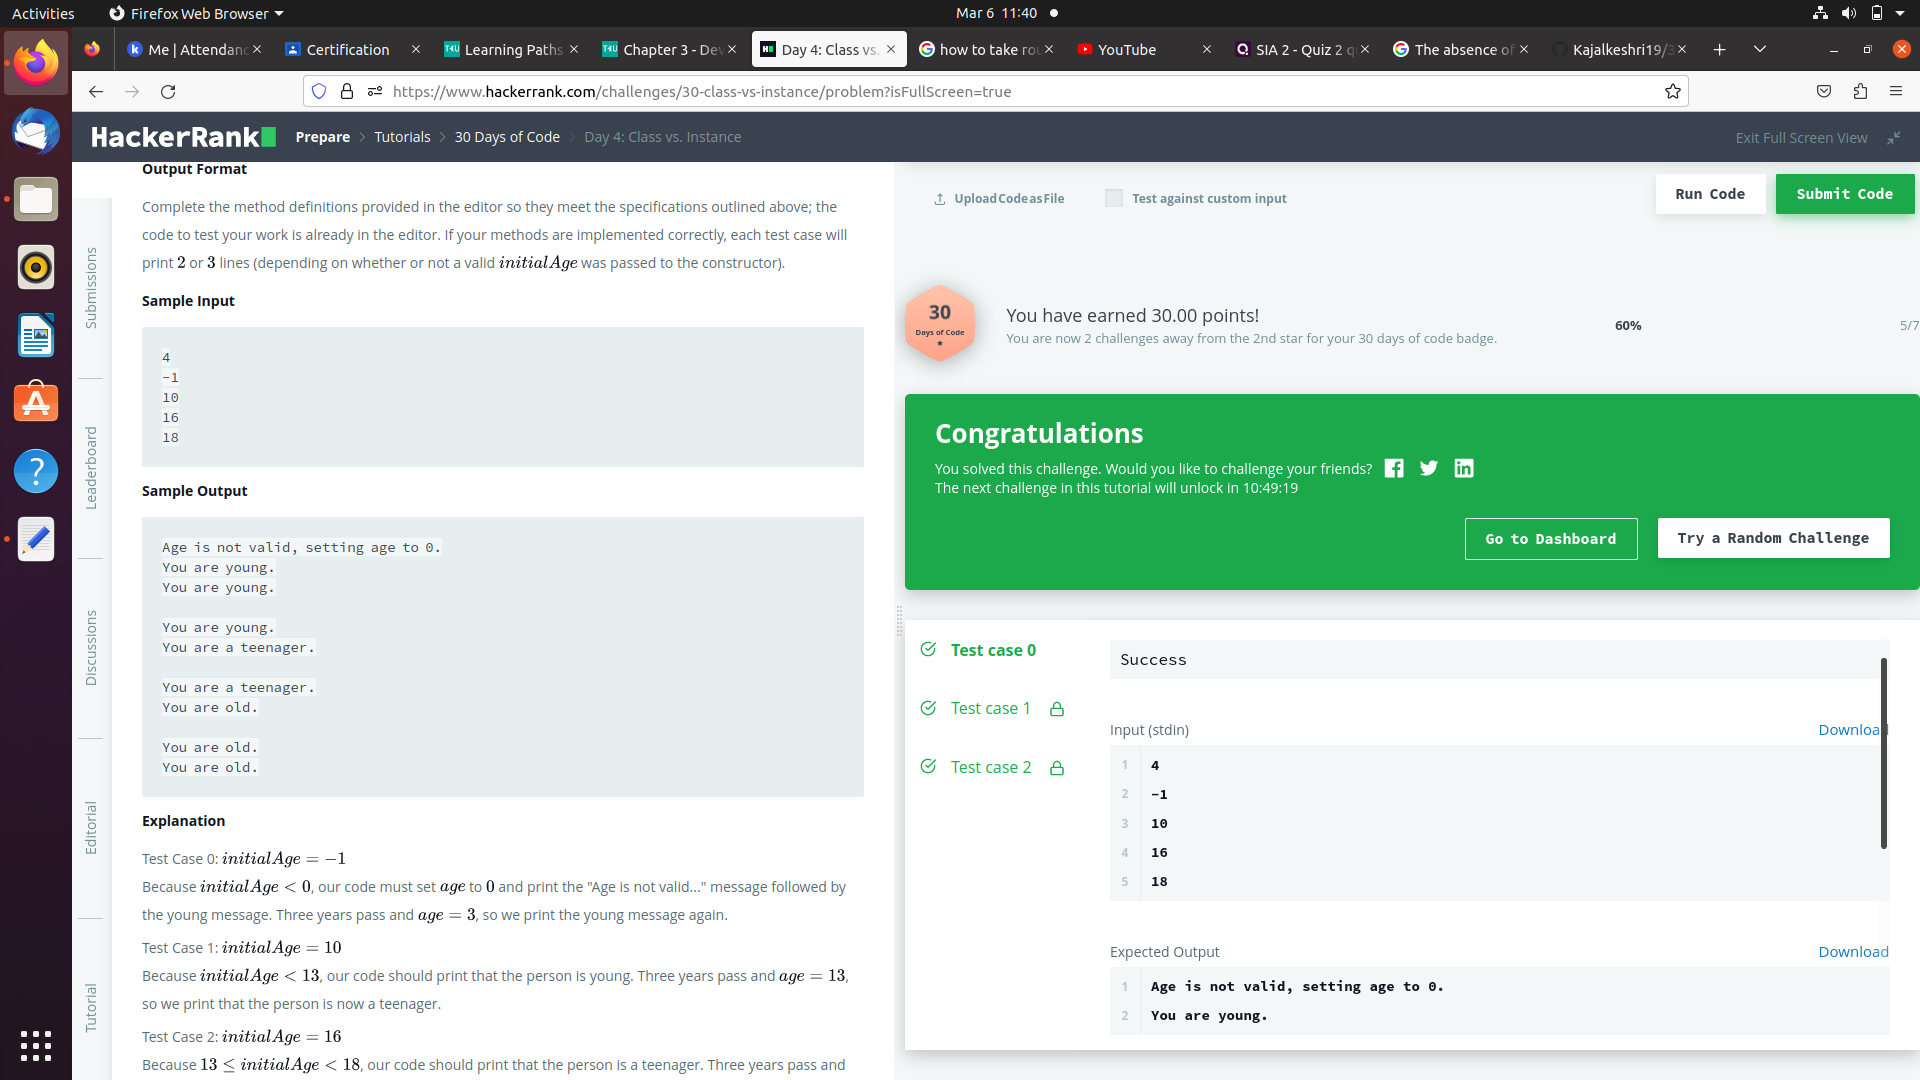 Activities
Firefox Web Browser
Mar 6 11:40
Me | Attendanc
Certification
Learning Paths
Chapter 3 - Dev
Day 4: Class vs.
how to take ro
YouTube
SIA 2 - Quiz 2 q
The absence of
Kajalkeshri19/3
https://www.hackerrank.com/challenges/30-class-vs-instance/problem?isFullScreen=true
HackerRank
Prepare > Tutorials > 30 Days of Code > Day 4: Class vs. Instance
Exit Full Screen View
Submissions
Leaderboard
Discussions
Editorial
Tutorial
Output Format
Complete the method definitions provided in the editor so they meet the specifications outlined above; the
code to test your work is already in the editor. If your methods are implemented correctly, each test case will
print 2 or 3 lines (depending on whether or not a valid initialAge was passed to the constructor).
Sample Input
4
-1
10
16
18
Sample Output
Age is not valid, setting age to 0.
You are young.
You are young.
You are young.
You are a teenager.
You are a teenager.
You are old.
You are old.
You are old.
Explanation
Test Case 0: initialAge = −1
Because initialAge < 0, our code must set age to 0 and print the "Age is not valid..." message followed by
the young message. Three years pass and age = 3, so we print the young message again.
Test Case 1: initialAge = 10
Because initialAge < 13, our code should print that the person is young. Three years pass and age = 13,
so we print that the person is now a teenager.
Test Case 2: initialAge = 16
Because 13 ≤ initialAge < 18, our code should print that the person is a teenager. Three years pass and
Upload Code as File
Test against custom input
Run Code
Submit Code
30
Days of Code
You have earned 30.00 points!
You are now 2 challenges away from the 2nd star for your 30 days of code badge.
60%
5/7
Congratulations
You solved this challenge. Would you like to challenge your friends?
The next challenge in this tutorial will unlock in 10:49:19
Go to Dashboard
Try a Random Challenge
Test case 0
Test case 1
Test case 2
Success
Input (stdin)
Download
1 4
2 -1
3 10
4 16
5 18
Expected Output
Download
1 Age is not valid, setting age to 0.
2 You are young.